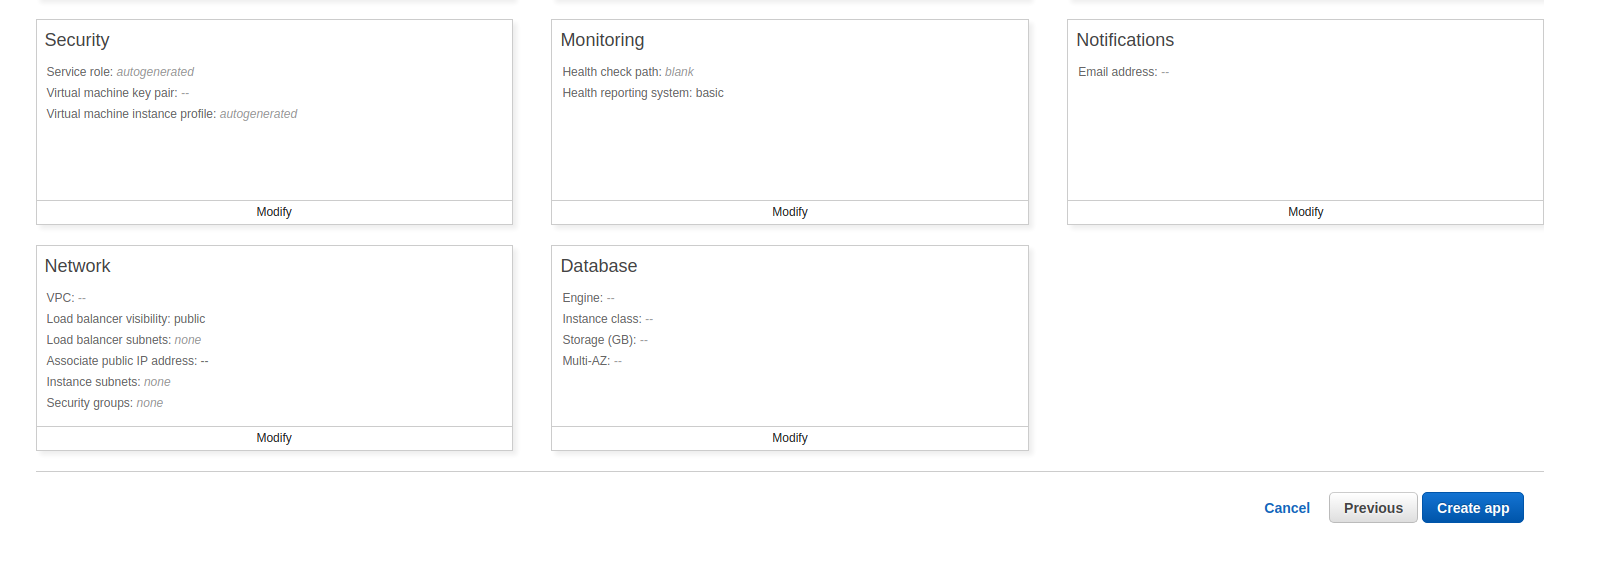 Security
Service role: autogenerated
Virtual machine key pair: --
Virtual machine instance profile: autogenerated
Modify
Monitoring
Health check path: blank
Health reporting system: basic
Modify
Notifications
Email address: --
Modify
Network
VPC: --
Load balancer visibility: public
Load balancer subnets: none
Associate public IP address: --
Instance subnets: none
Security groups: none
Modify
Database
Engine: --
Instance class: --
Storage (GB): --
Multi-AZ: --
Modify
Cancel
Previous
Create app